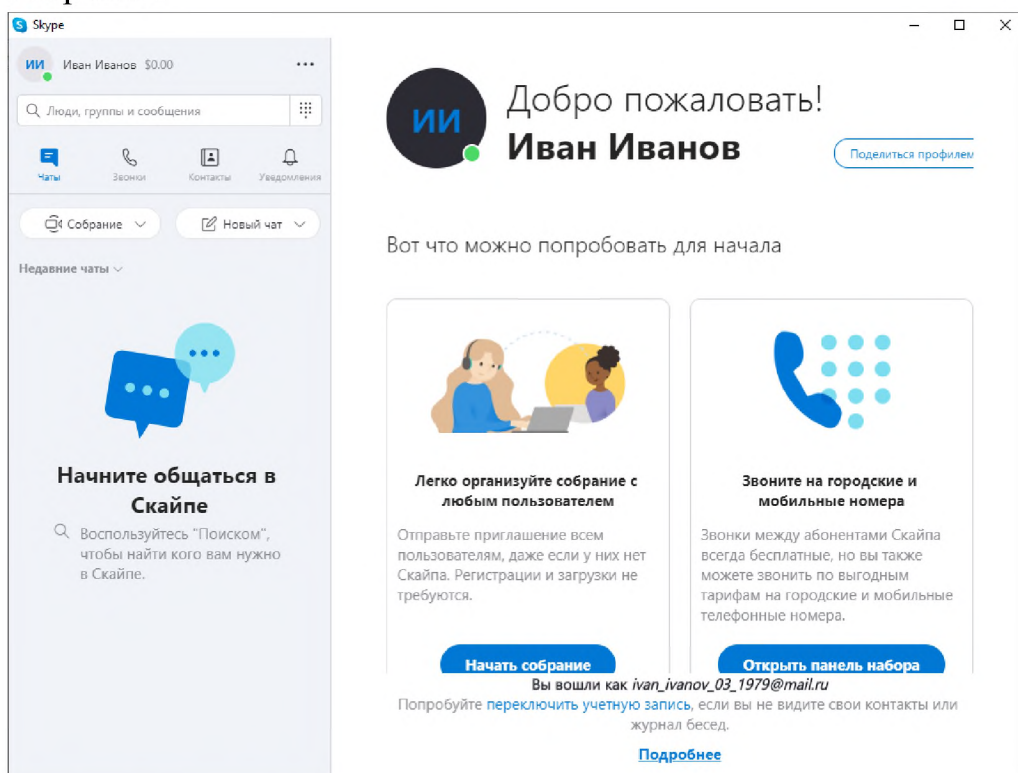 Skype
ИИ Иван Иванов $0.00
Люди, группы и сообщения
Чаты Звонки Контакты Уведомления
Собрание Новый чат
Недавние чаты
Начните общаться в
Скайпе
Воспользуйтесь "Поиском",
чтобы найти кого вам нужно
в Скайпе.
ИИ
Добро пожаловать!
Иван Иванов
Поделиться профилем
Вот что можно попробовать для начала
Легко организуйте собрание с
любым пользователем
Отправьте приглашение всем
пользователям, даже если у них нет
Скайпа. Регистрации и загрузки не
требуются.
Начать собрание
Звоните на городские и
мобильные номера
Звонки между абонентами Скайпа
всегда бесплатные, но вы также
можете звонить по выгодным
тарифам на городские и мобильные
телефонные номера.
Открыть панель набора
Вы вошли как ivan_ivanov_03_1979@mail.ru
Попробуйте переключить учетную запись, если вы не видите свои контакты или
журнал бесед.
Подробнее